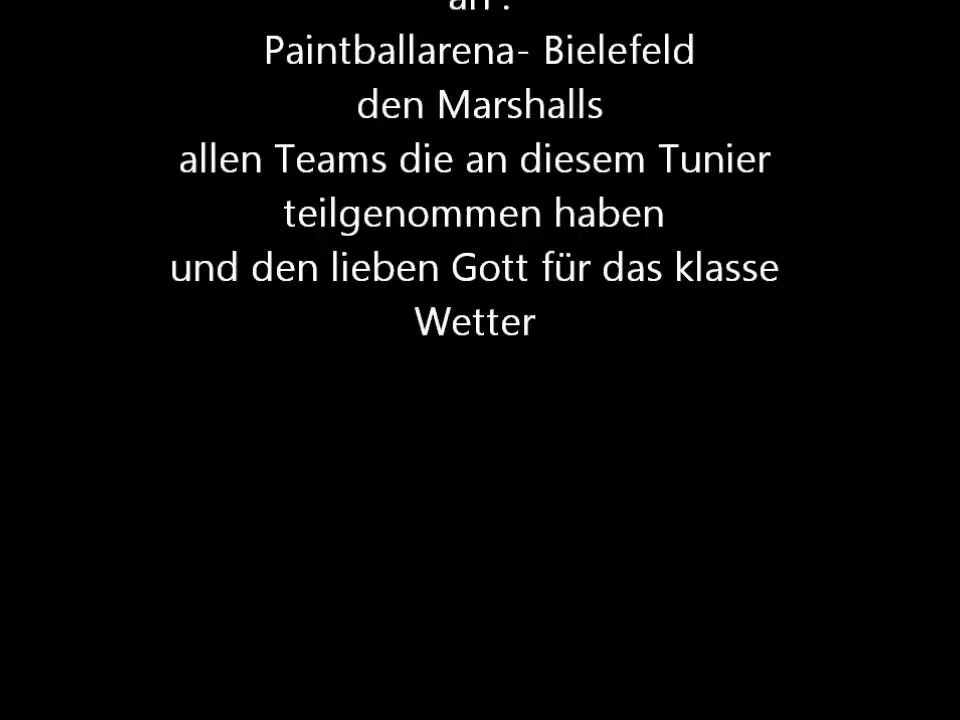 an :
Paintballarena- Bielefeld
den Marshalls
allen Teams die an diesem Tunier
teilgenommen haben
und den lieben Gott für das klasse
Wetter